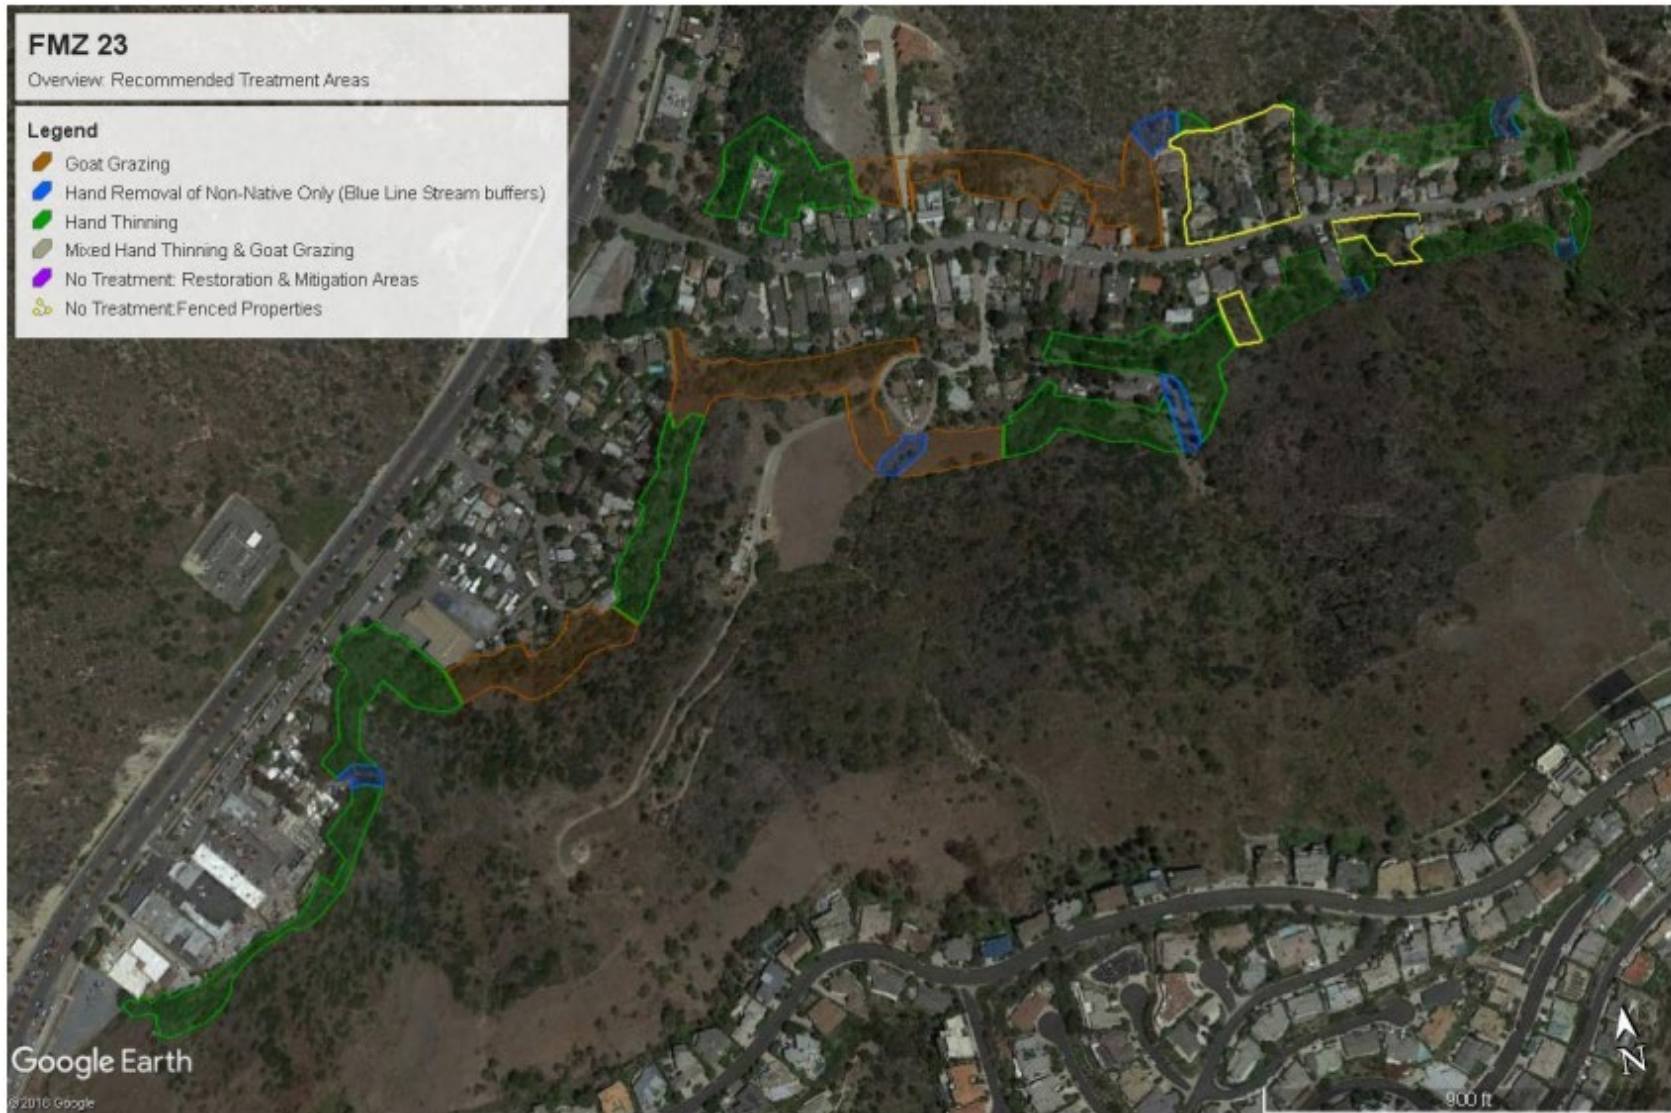 FMZ 23
Overview: Recommended Treatment Areas
Legend
Goat Grazing
Hand Removal of Non-Native Only (Blue Line Stream buffers)
Hand Thinning
Mixed Hand Thinning & Goat Grazing
No Treatment: Restoration & Mitigation Areas
No Treatment:Fenced Properties
N
Google Earth
© 2016 Google
900 ft